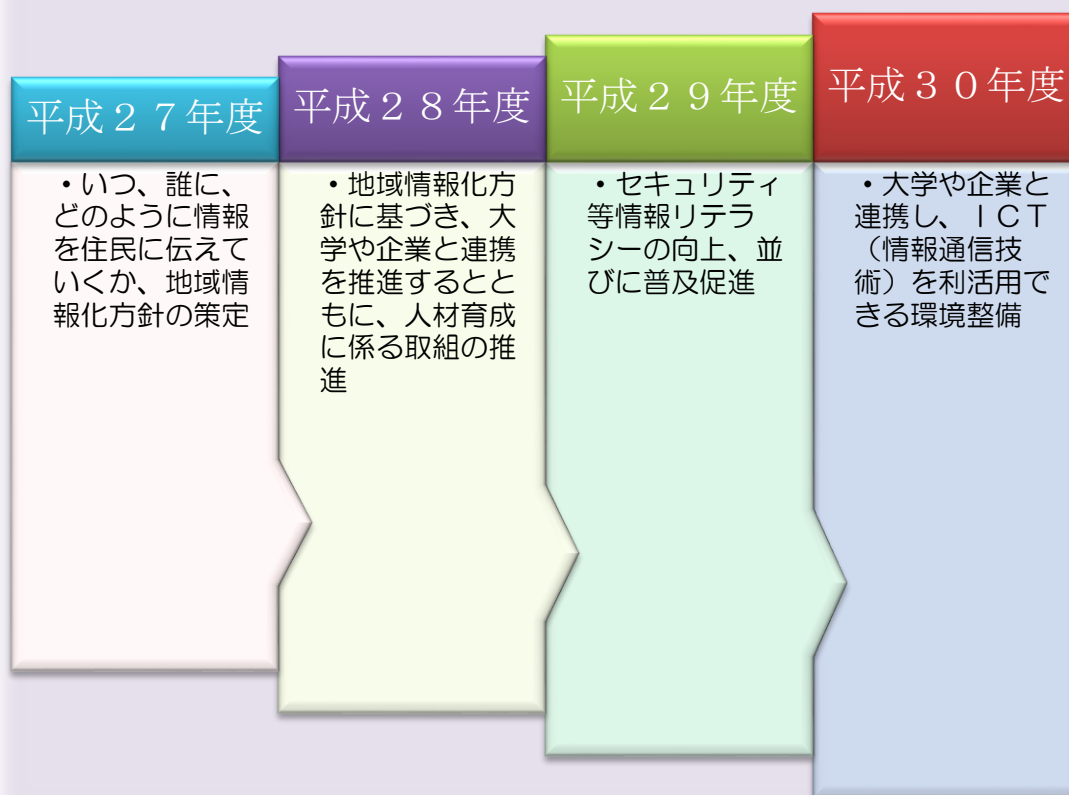 平成２７年度
・いつ、誰に、
どのように情報
を住民に伝えて
いくか、地域情
報化方針の策定
平成２８年度
・地域情報化方
針に基づき、大
学や企業と連携
を推進するとと
もに、人材育成
に係る取組の推
進
平成２９年度
・セキュリティ
等情報リテラ
シーの向上、並
びに普及促進
平成３０年度
・大学や企業と
連携し、ＩＣＴ
（情報通信技
術）を利活用で
きる環境整備